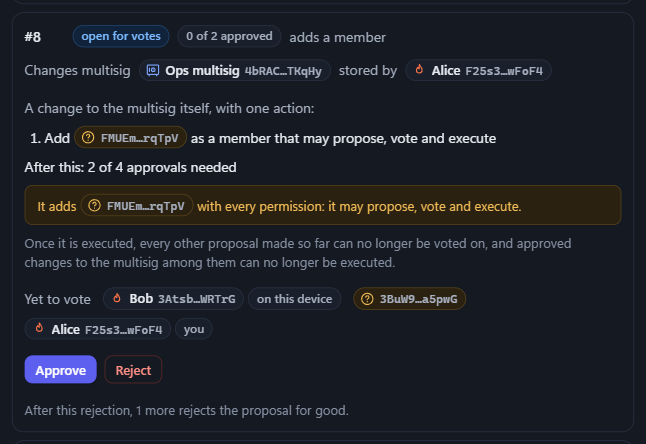 #8 open for votes 0 of 2 approved adds a member
Changes multisig Ops multisig 4bRAC…TKqHy stored by Alice F25s3…wFoF4
A change to the multisig itself, with one action:
1. Add FMUEm…rqTpV as a member that may propose, vote and execute
After this: 2 of 4 approvals needed
It adds FMUEm…rqTpV with every permission: it may propose, vote and execute.
Once it is executed, every other proposal made so far can no longer be voted on, and approved
changes to the multisig among them can no longer be executed.
Yet to vote Bob 3Atsb…WRTrG on this device 3BuW9…a5pwG
Alice F25s3…wFoF4 you
Approve Reject
After this rejection, 1 more rejects the proposal for good.